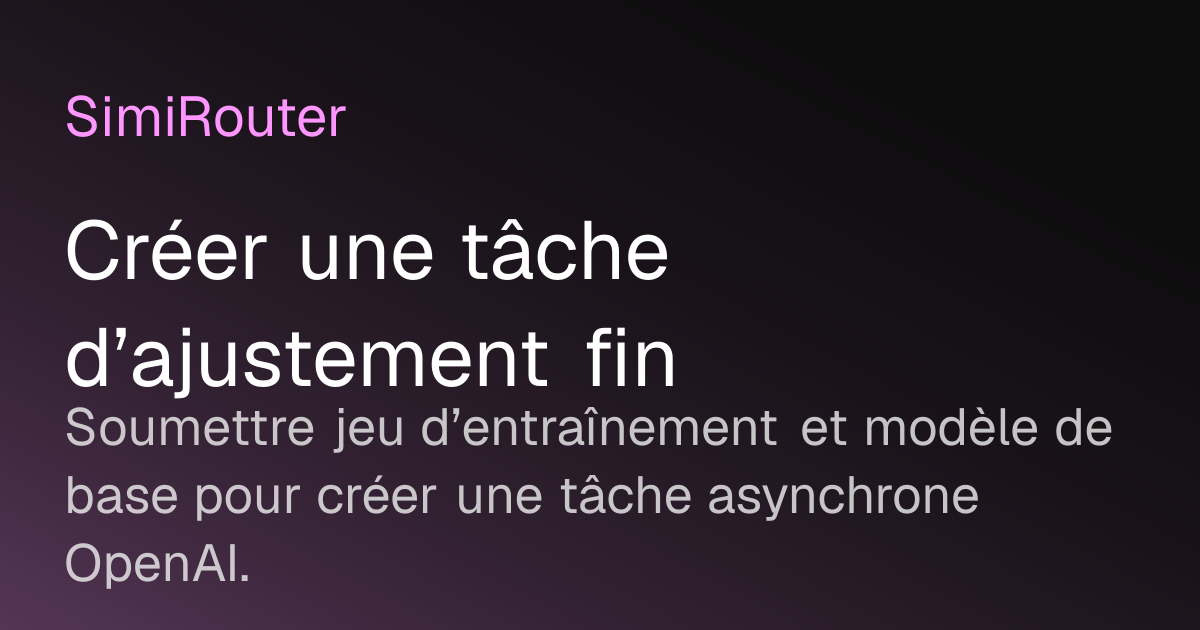 SimiRouter
Créer une tâche
d’ajustement fin
Soumettre jeu d’entraînement et modèle de
base pour créer une tâche asynchrone
OpenAI.